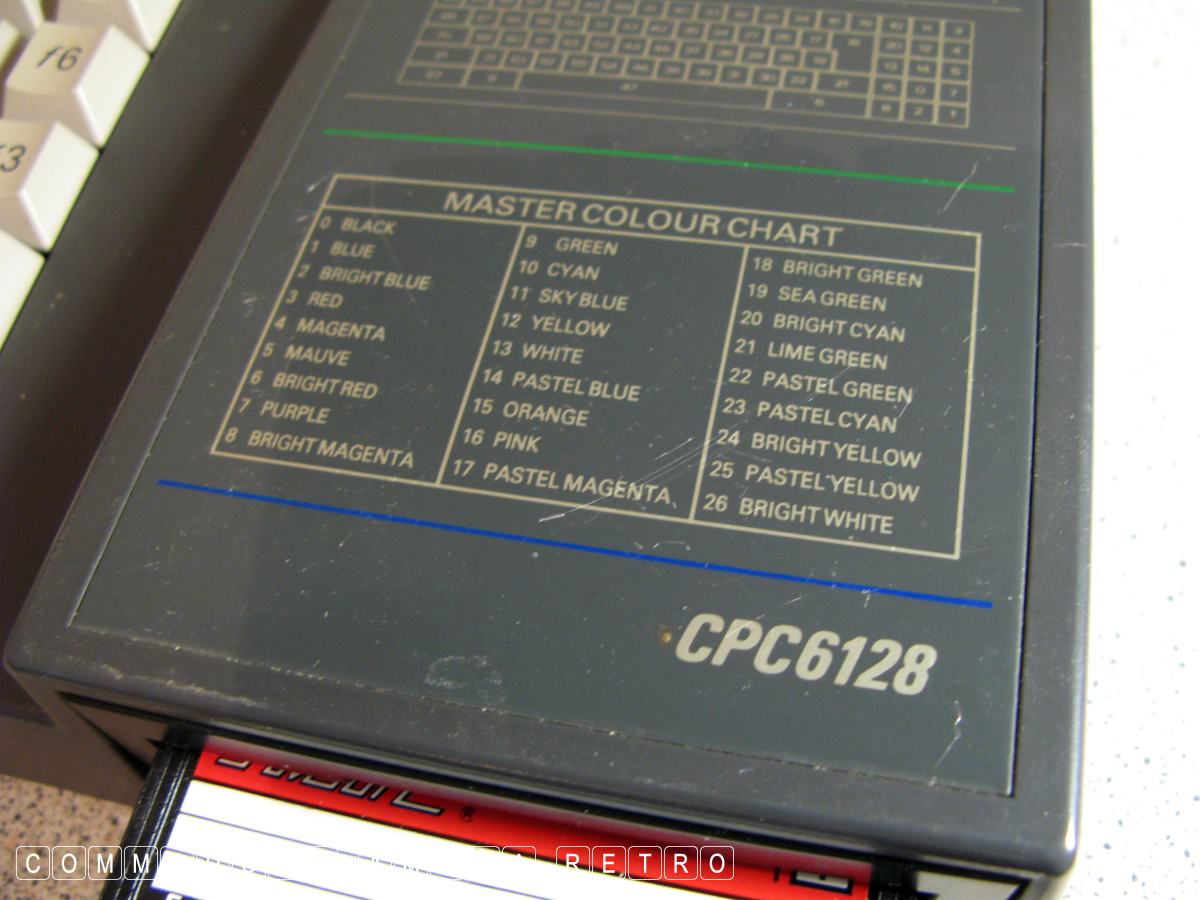 f6
MASTER COLOUR CHART
0 BLACK
1 BLUE
2 BRIGHT BLUE
3 RED
4 MAGENTA
5 MAUVE
6 BRIGHT RED
7 PURPLE
8 BRIGHT MAGENTA
9 GREEN
10 CYAN
11 SKY BLUE
12 YELLOW
13 WHITE
14 PASTEL BLUE
15 ORANGE
16 PINK
17 PASTEL MAGENTA
18 BRIGHT GREEN
19 SEA GREEN
20 BRIGHT CYAN
21 LIME GREEN
22 PASTEL GREEN
23 PASTEL CYAN
24 BRIGHT YELLOW
25 PASTEL YELLOW
26 BRIGHT WHITE
CPC6128
RETRO